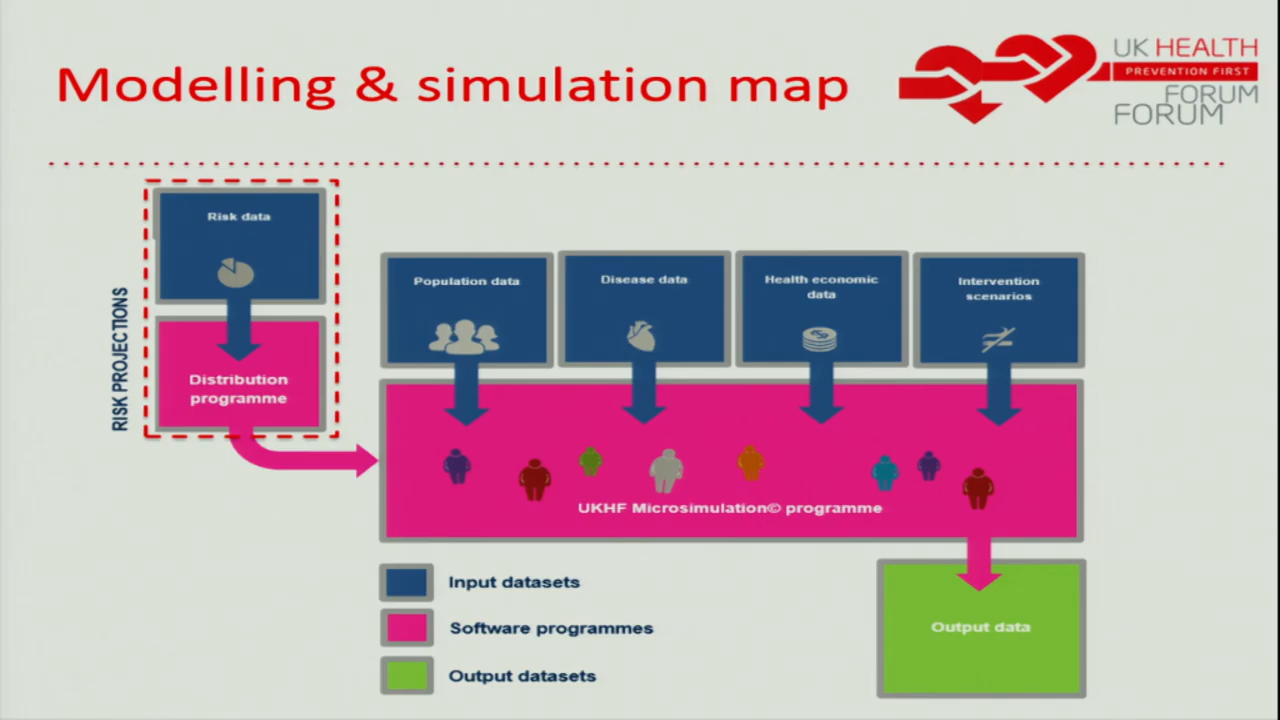 Modelling & simulation map
UK HEALTH
PREVENTION FIRST
FORUM
FORUM
Risk data
Distribution
programme
RISK PROJECTIONS
Population data
Disease data
Health economic
data
Intervention
scenarios
UKHF Microsimulation© programme
Input datasets
Software programmes
Output datasets
Output data